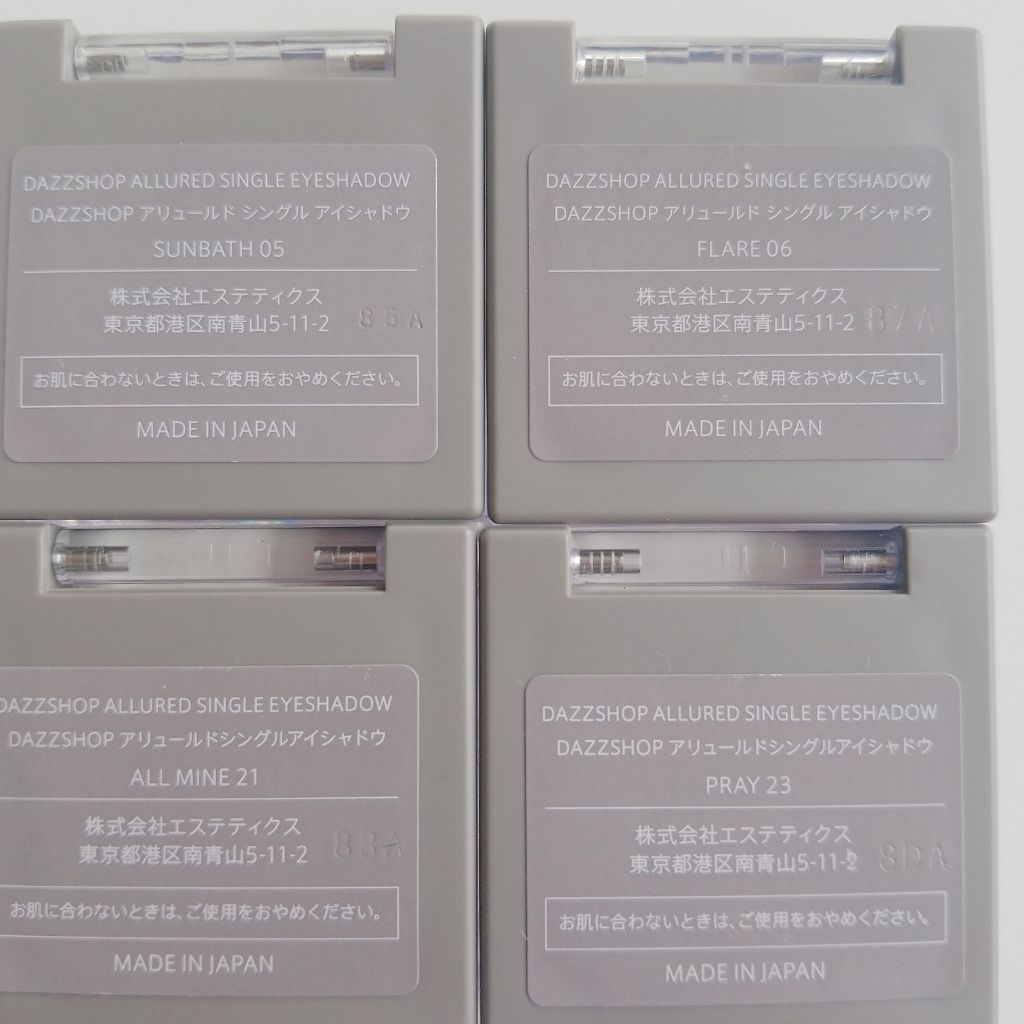 DAZZSHOP ALLURED SINGLE EYESHADOW
DAZZSHOP アリュールド シングル アイシャドウ
SUNBATH 05
株式会社エステティクス
東京都港区南青山5-11-2
お肌に合わないときは、ご使用をおやめください。
MADE IN JAPAN
DAZZSHOP ALLURED SINGLE EYESHADOW
DAZZSHOP アリュールド シングル アイシャドウ
FLARE 06
株式会社エステティクス
東京都港区南青山5-11-2 87A
お肌に合わないときは、ご使用をおやめください。
MADE IN JAPAN
DAZZSHOP ALLURED SINGLE EYESHADOW
DAZZSHOP アリュールドシングルアイシャドウ
ALL MINE 21
株式会社エステティクス
東京都港区南青山5-11-2
お肌に合わないときは、ご使用をおやめください。
MADE IN JAPAN
DAZZSHOP ALLURED SINGLE EYESHADOW
DAZZSHOP アリュールドシングルアイシャドウ
PRAY 23
株式会社エステティクス
東京都港区南青山5-11-2 8DA
お肌に合わないときは、ご使用をおやめください。
MADE IN JAPAN